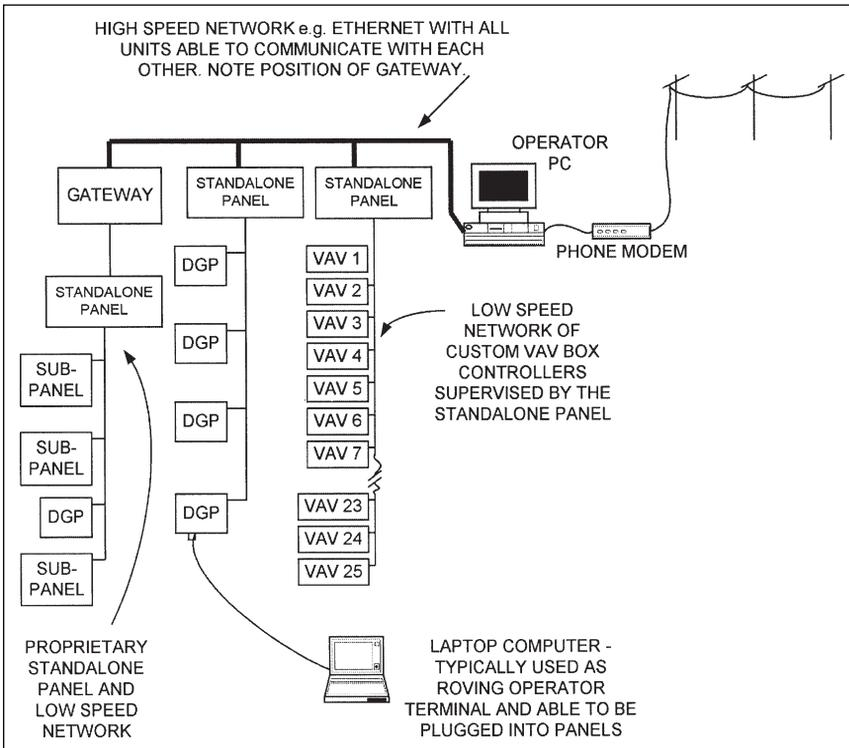 HIGH SPEED NETWORK e.g. ETHERNET WITH ALL
UNITS ABLE TO COMMUNICATE WITH EACH
OTHER. NOTE POSITION OF GATEWAY.
OPERATOR
PC
GATEWAY
STANDALONE
PANEL
STANDALONE
PANEL
PHONE MODEM
STANDALONE
PANEL
SUB-
PANEL
SUB-
PANEL
DGP
SUB-
PANEL
DGP
DGP
DGP
DGP
VAV 1
VAV 2
VAV 3
VAV 4
VAV 5
VAV 6
VAV 7
VAV 23
VAV 24
VAV 25
LOW SPEED
NETWORK OF
CUSTOM VAV BOX
CONTROLLERS
SUPERVISED BY THE
STANDALONE PANEL
PROPRIETARY
STANDALONE
PANEL AND
LOW SPEED
NETWORK
LAPTOP COMPUTER -
TYPICALLY USED AS
ROVING OPERATOR
TERMINAL AND ABLE TO BE
PLUGGED INTO PANELS